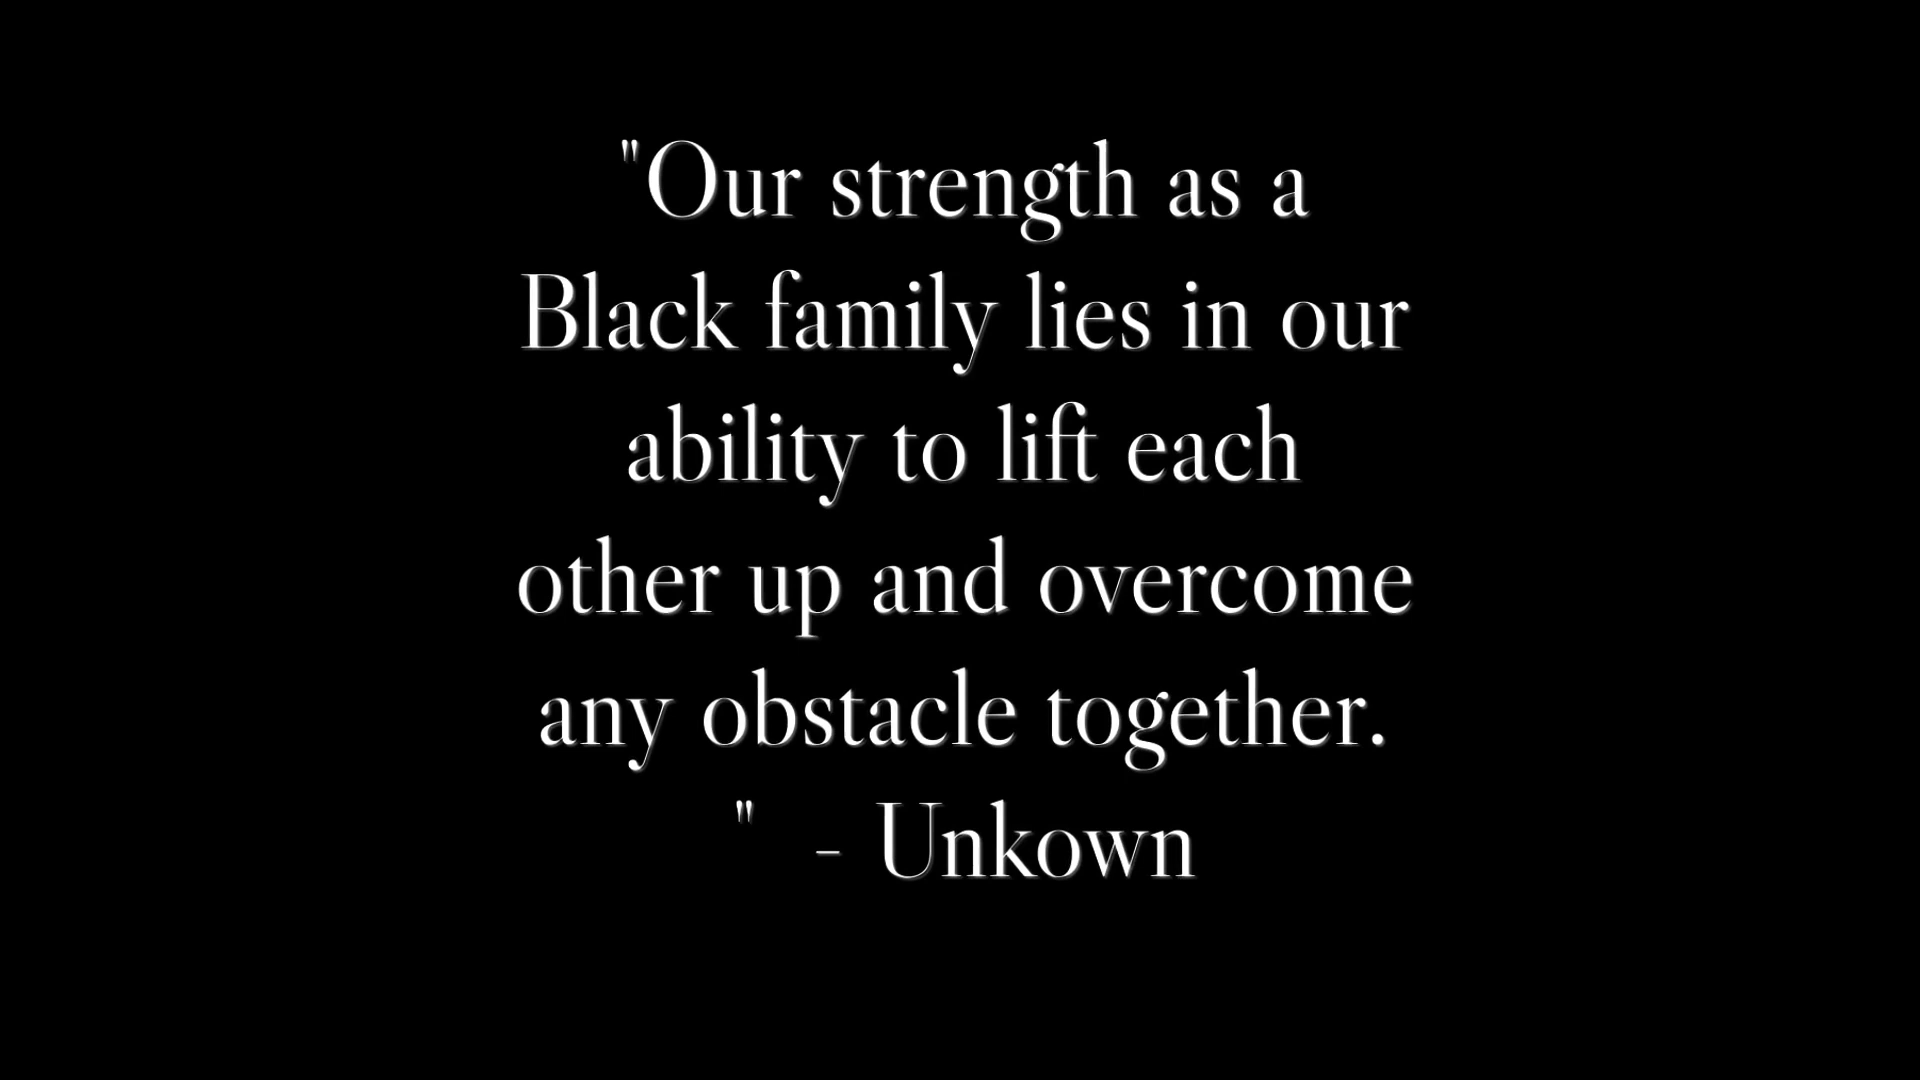 "Our strength as a
Black family lies in our
ability to lift each
other up and overcome
any obstacle together.
" - Unkown